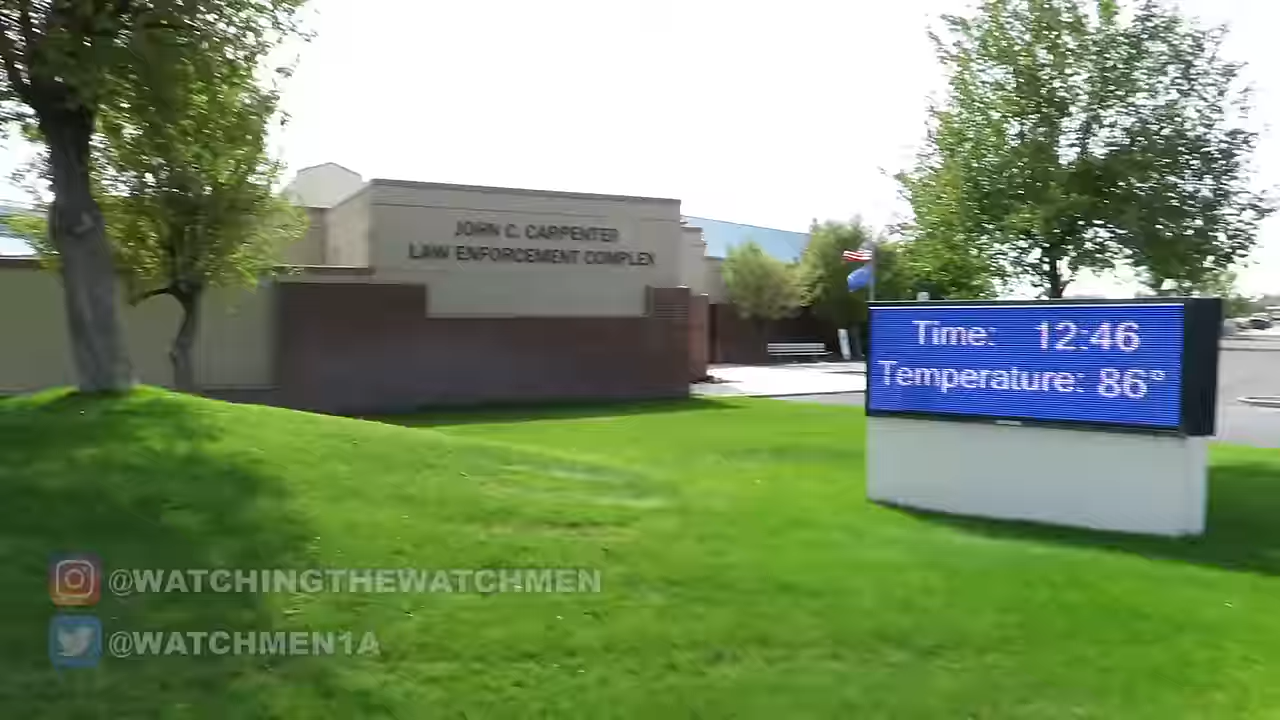 JOHN C. CARPENTER
LAW ENFORCEMENT COMPLEX
Time: 12:46
Temperature: 86°
@WATCHINGTHEWATCHMEN
@WATCHMEN1A